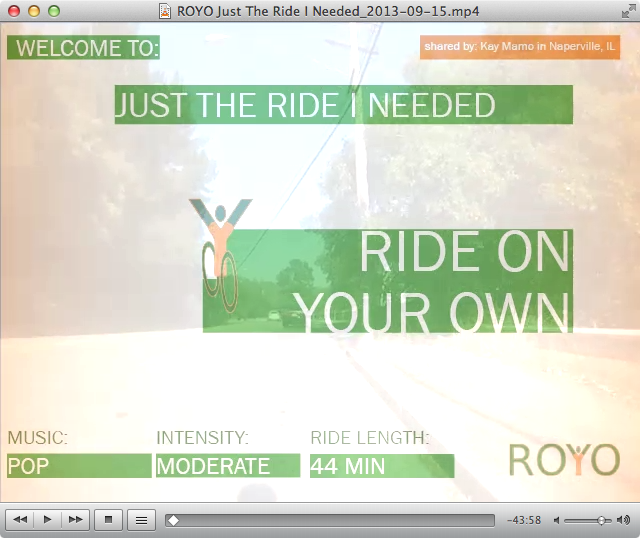 ROYO Just The Ride I Needed_2013-09-15.mp4
WELCOME TO:
shared by: Kay Mamo in Naperville, IL
JUST THE RIDE I NEEDED
RIDE ON
YOUR OWN
MUSIC:
POP
INTENSITY:
MODERATE
RIDE LENGTH:
44 MIN
ROYO
-43:58